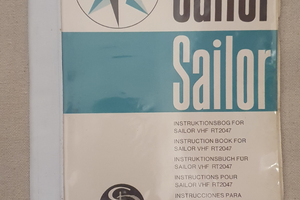 Sailor
Sailor
INSTRUKTIONSBOG FOR
SAILOR VHF RT2047
INSTRUCTION BOOK FOR
SAILOR VHF RT2047
INSTRUKTIONSBUCH FÜR
SAILOR VHF RT2047
INSTRUCTIONS POUR
SAILOR VHF RT2047
INSTRUCCIONES PARA